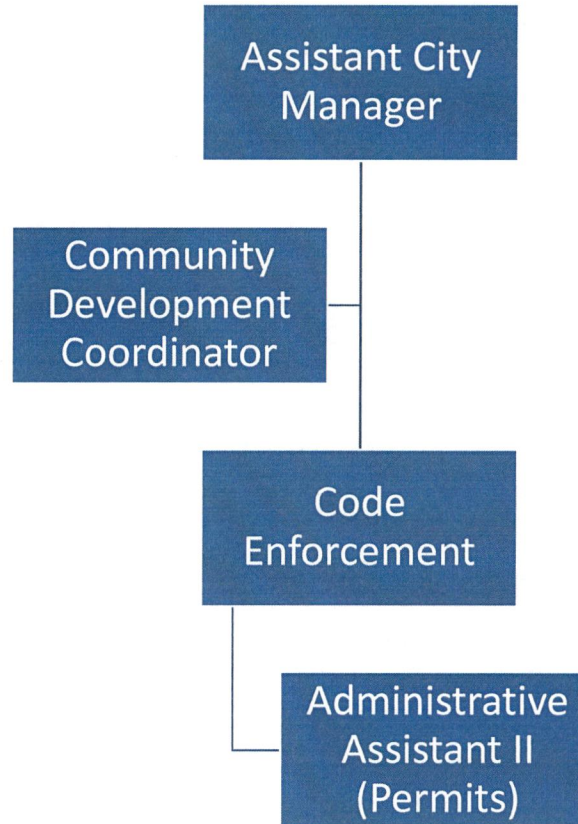 Assistant City
Manager
Community
Development
Coordinator
Code
Enforcement
Administrative
Assistant II
(Permits)